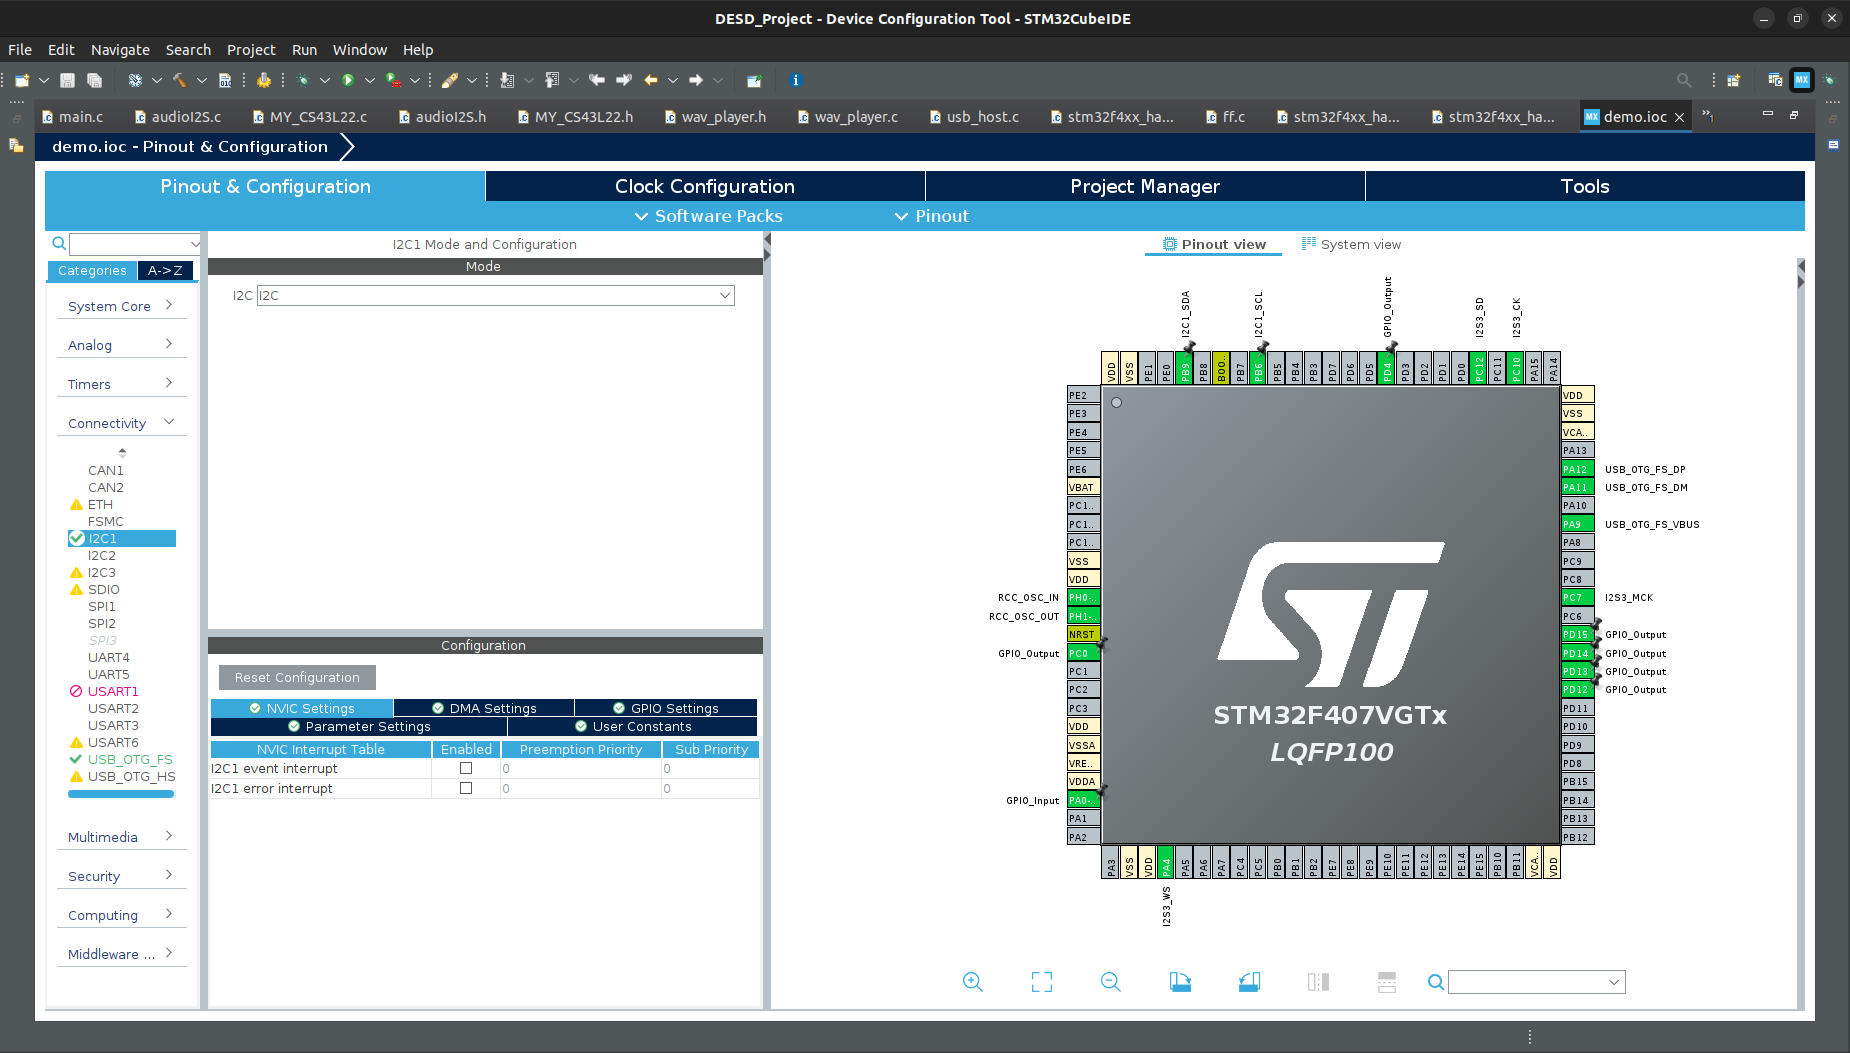 DESD_Project - Device Configuration Tool - STM32CubeIDE
File Edit Navigate Search Project Run Window Help
main.c audioI2S.c MY_CS43L22.c audioI2S.h MY_CS43L22.h wav_player.h wav_player.c usb_host.c stm32f4xx_ha... ff.c stm32f4xx_ha... stm32f4xx_ha... MX demo.ioc
demo.ioc - Pinout & Configuration
Pinout & Configuration Clock Configuration Project Manager Tools
Software Packs Pinout
I2C1 Mode and Configuration
Pinout view System view
Categories A->Z
Mode
I2C I2C
System Core
Analog
Timers
Connectivity
CAN1
CAN2
ETH
FSMC
I2C1
I2C2
I2C3
SDIO
SPI1
SPI2
SPI3
UART4
UART5
USART1
USART2
USART3
USART6
USB_OTG_FS
USB_OTG_HS
Multimedia
Security
Computing
Middleware ...
Configuration
Reset Configuration
NVIC Settings DMA Settings GPIO Settings
Parameter Settings User Constants
NVIC Interrupt Table Enabled Preemption Priority Sub Priority
I2C1 event interrupt 0 0
I2C1 error interrupt 0 0
I2C1_SDA I2C1_SCL GPIO_Output I2S3_SD I2S3_CK
VDD VSS PE1 PE0 PB9 PB8 BOO.. PB7 PB6 PB5 PB4 PB3 PD7 PD6 PD5 PD4 PD3 PD2 PD1 PD0 PC12 PC11 PC10 PA15 PA14
PE2 VDD
PE3 VSS
PE4 VCA..
PE5 PA13
PE6 PA12 USB_OTG_FS_DP
VBAT PA11 USB_OTG_FS_DM
PC1.. PA10
PC1.. PA9 USB_OTG_FS_VBUS
PC1.. PA8
VSS PC9
VDD PC8
RCC_OSC_IN PH0-.. PC7 I2S3_MCK
RCC_OSC_OUT PH1-.. PC6
NRST PD15 GPIO_Output
GPIO_Output PC0 PD14 GPIO_Output
PC1 PD13 GPIO_Output
PC2 PD12 GPIO_Output
PC3 PD11
VDD PD10
VSSA PD9
VRE.. PD8
VDDA PB15
GPIO_Input PA0-.. PB14
PA1 PB13
PA2 PB12
STM32F407VGTx
LQFP100
PA3 VSS VDD PA4 PA5 PA6 PA7 PC4 PC5 PB0 PB1 PB2 PE7 PE8 PE9 PE10 PE11 PE12 PE13 PE14 PE15 PB10 PB11 VCA.. VDD
I2S3_WS